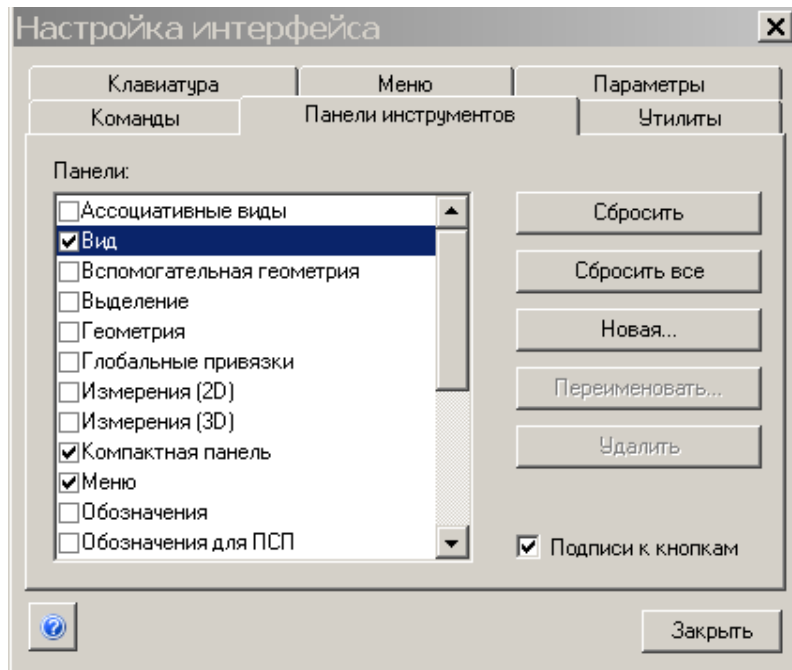 Настройка интерфейса
Клавиатура Меню Параметры
Команды Панели инструментов Утилиты
Панели:
Ассоциативные виды
Вид
Вспомогательная геометрия
Выделение
Геометрия
Глобальные привязки
Измерения (2D)
Измерения (3D)
Компактная панель
Меню
Обозначения
Обозначения для ПСП
Сбросить
Сбросить все
Новая...
Переименовать...
Удалить
Подписи к кнопкам
Закрыть